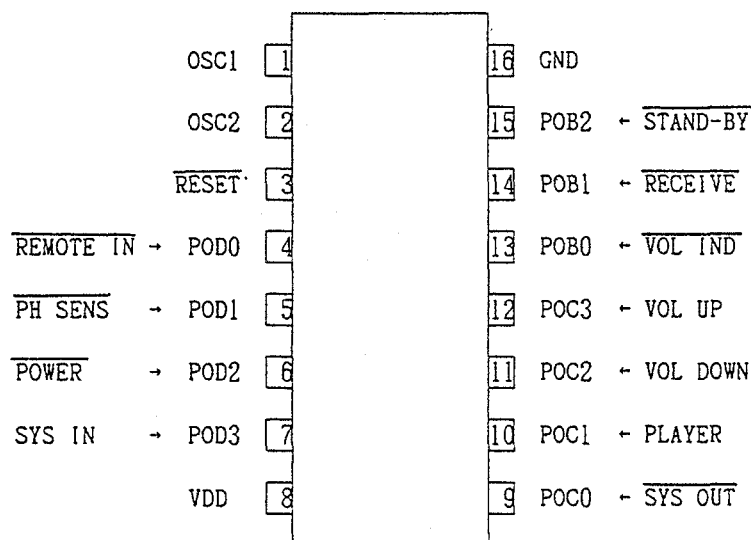 OSC1 1 16 GND
OSC2 2 15 POB2 ← STAND-BY
RESET 3 14 POB1 ← RECEIVE
REMOTE IN → POD0 4 13 POB0 ← VOL IND
PH SENS → POD1 5 12 POC3 ← VOL UP
POWER → POD2 6 11 POC2 ← VOL DOWN
SYS IN → POD3 7 10 POC1 ← PLAYER
VDD 8 9 POC0 ← SYS OUT